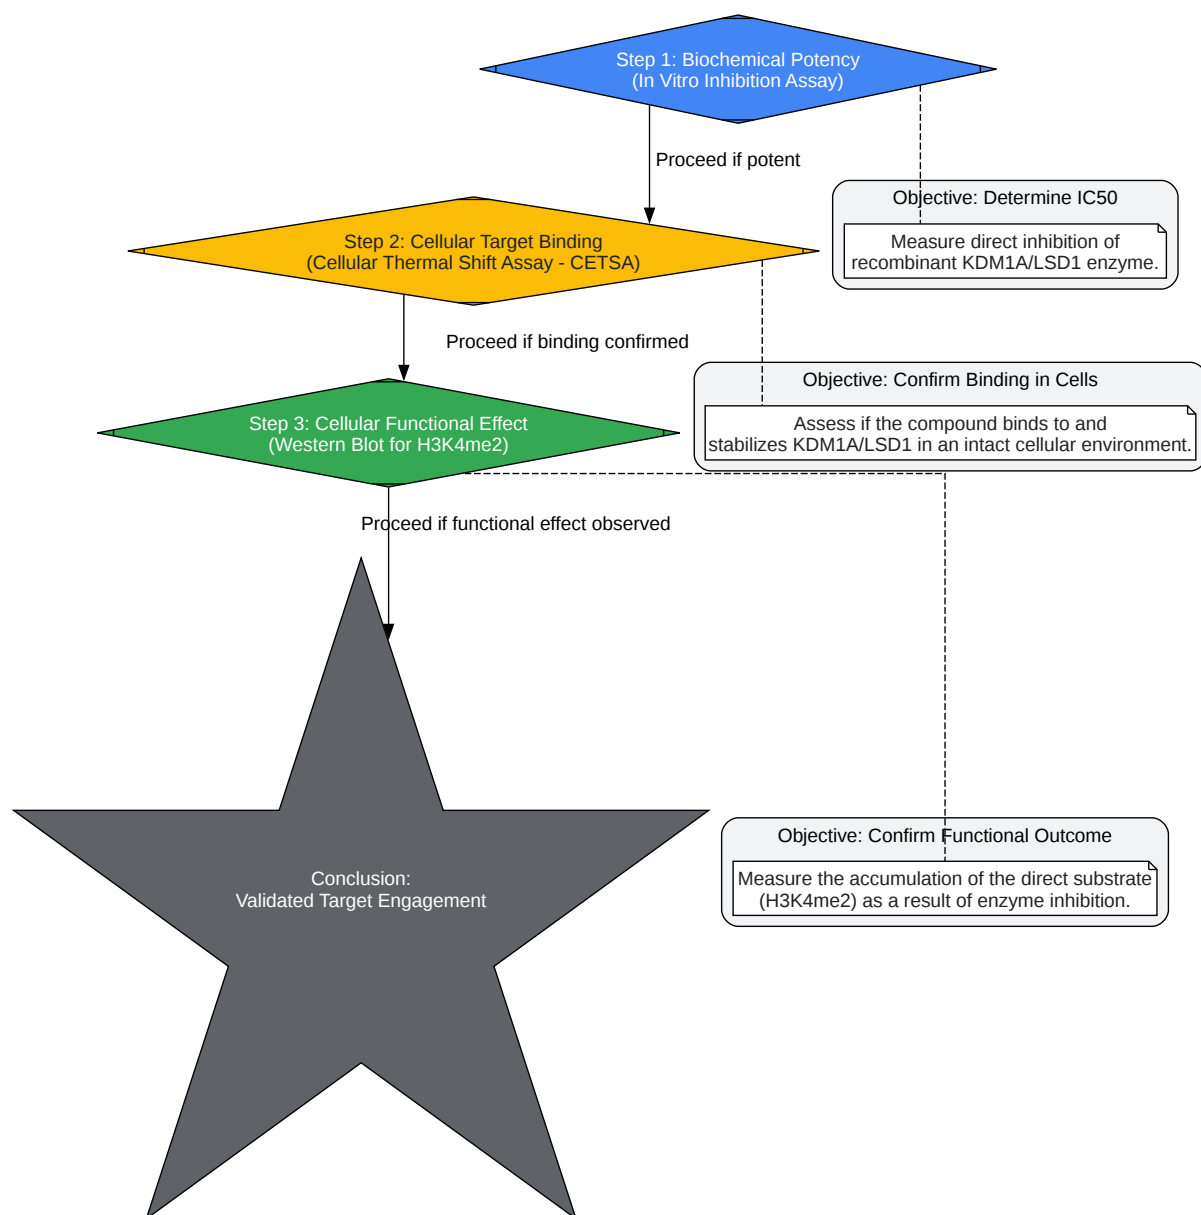 Step 1: Biochemical Potency
(In Vitro Inhibition Assay)
Proceed if potent
Objective: Determine IC50
Measure direct inhibition of
recombinant KDM1A/LSD1 enzyme.
Step 2: Cellular Target Binding
(Cellular Thermal Shift Assay - CETSA)
Proceed if binding confirmed
Objective: Confirm Binding in Cells
Assess if the compound binds to and
stabilizes KDM1A/LSD1 in an intact cellular environment.
Step 3: Cellular Functional Effect
(Western Blot for H3K4me2)
Proceed if functional effect observed
Objective: Confirm Functional Outcome
Measure the accumulation of the direct substrate
(H3K4me2) as a result of enzyme inhibition.
Conclusion:
Validated Target Engagement